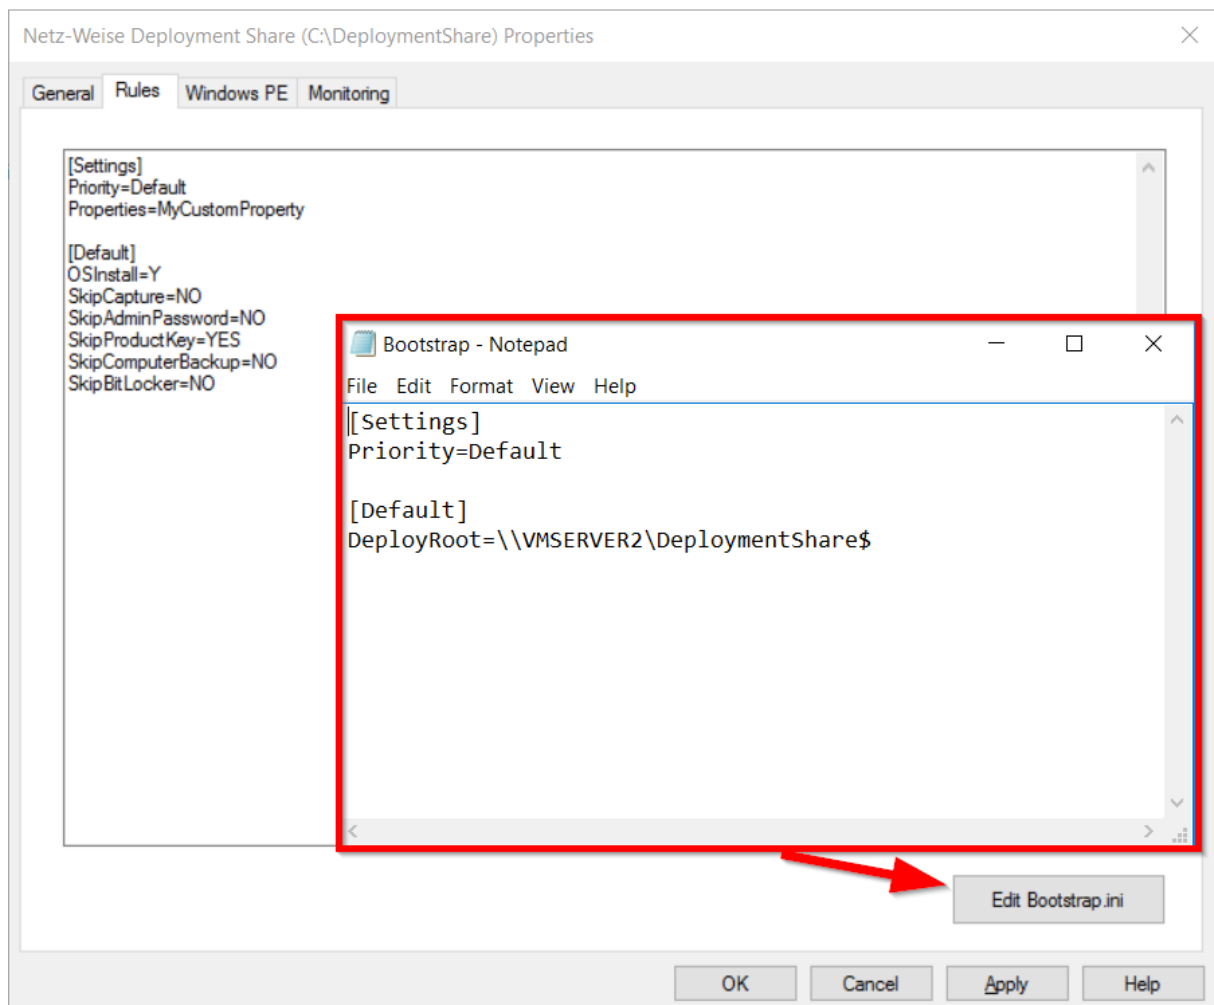 Netz-Weise Deployment Share (C:\DeploymentShare) Properties
General Rules Windows PE Monitoring
[Settings]
Priority=Default
Properties=MyCustomProperty
[Default]
OSInstall=Y
SkipCapture=NO
SkipAdminPassword=NO
SkipProductKey=YES
SkipComputerBackup=NO
SkipBitLocker=NO
Bootstrap - Notepad
File Edit Format View Help
[Settings]
Priority=Default
[Default]
DeployRoot=\\VMSERVER2\DeploymentShare$
Edit Bootstrap.ini
OK Cancel Apply Help